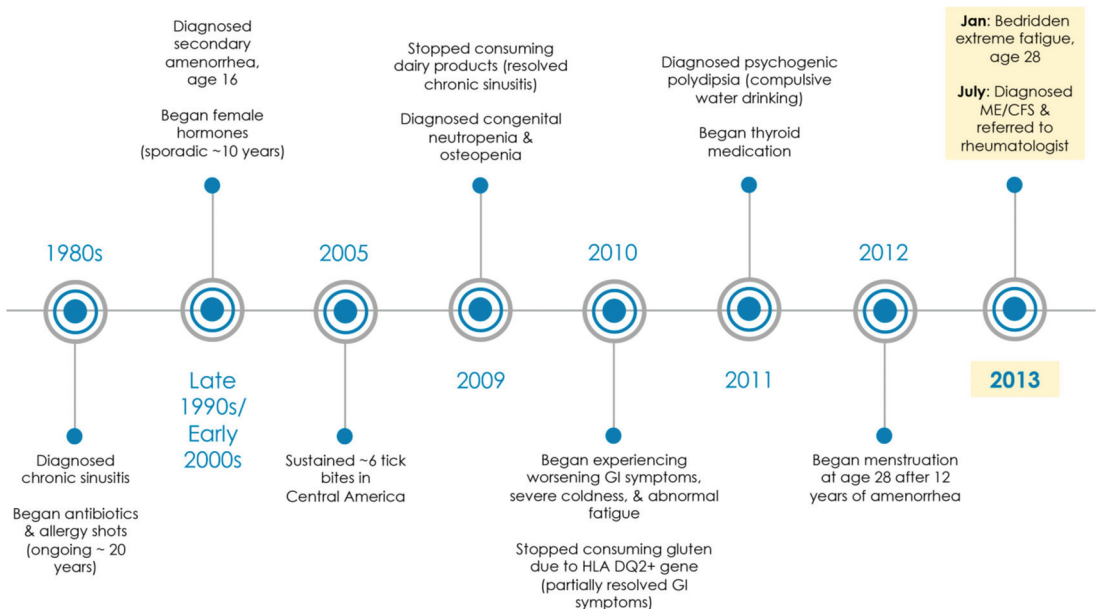 1980s
Diagnosed
chronic sinusitis
Began antibiotics
& allergy shots
(ongoing ~ 20
years)
Diagnosed
secondary
amenorrhea,
age 16
Began female
hormones
(sporadic ~10 years)
Late
1990s/
Early
2000s
2005
Sustained ~6 tick
bites in
Central America
Stopped consuming
dairy products (resolved
chronic sinusitis)
Diagnosed congenital
neutropenia &
osteopenia
2009
2010
Began experiencing
worsening GI symptoms,
severe coldness, & abnormal
fatigue
Stopped consuming gluten
due to HLA DQ2+ gene
(partially resolved GI
symptoms)
Diagnosed psychogenic
polydipsia (compulsive
water drinking)
Began thyroid
medication
2011
2012
Began menstruation
at age 28 after 12
years of amenorrhea
Jan: Bedridden
extreme fatigue,
age 28
July: Diagnosed
ME/CFS &
referred to
rheumatologist
2013